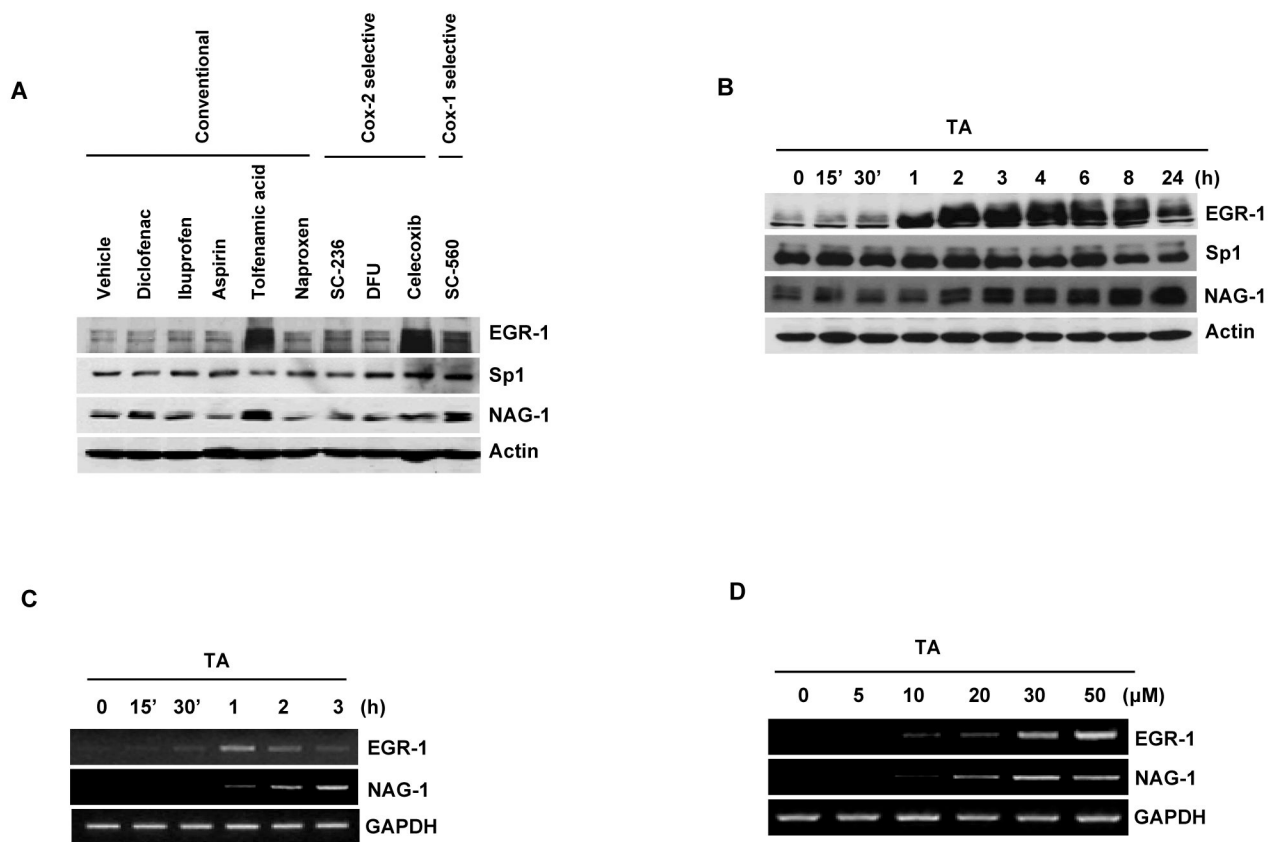 A
Conventional
Cox-2 selective
Cox-1 selective
Vehicle
Diclofenac
Ibuprofen
Aspirin
Tolfenamic acid
Naproxen
SC-236
DFU
Celecoxib
SC-560
EGR-1
Sp1
NAG-1
Actin
B
TA
0 15’ 30’ 1 2 3 4 6 8 24 (h)
EGR-1
Sp1
NAG-1
Actin
C
TA
0 15’ 30’ 1 2 3 (h)
EGR-1
NAG-1
GAPDH
D
TA
0 5 10 20 30 50 (µM)
EGR-1
NAG-1
GAPDH